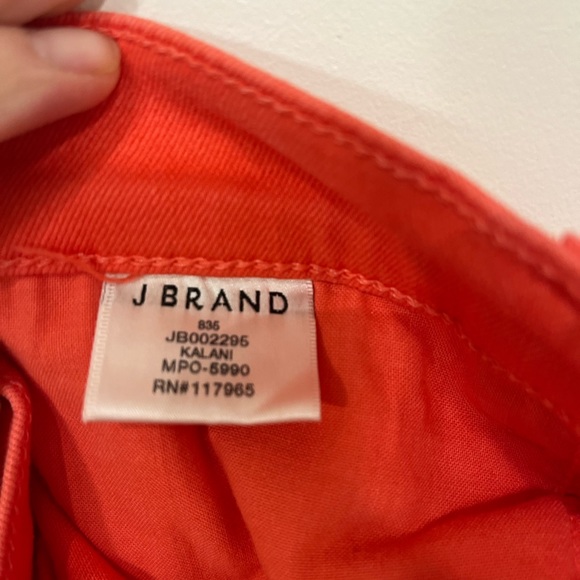 J BRAND
835
JB002295
KALANI
MPO-5990
RN#117965